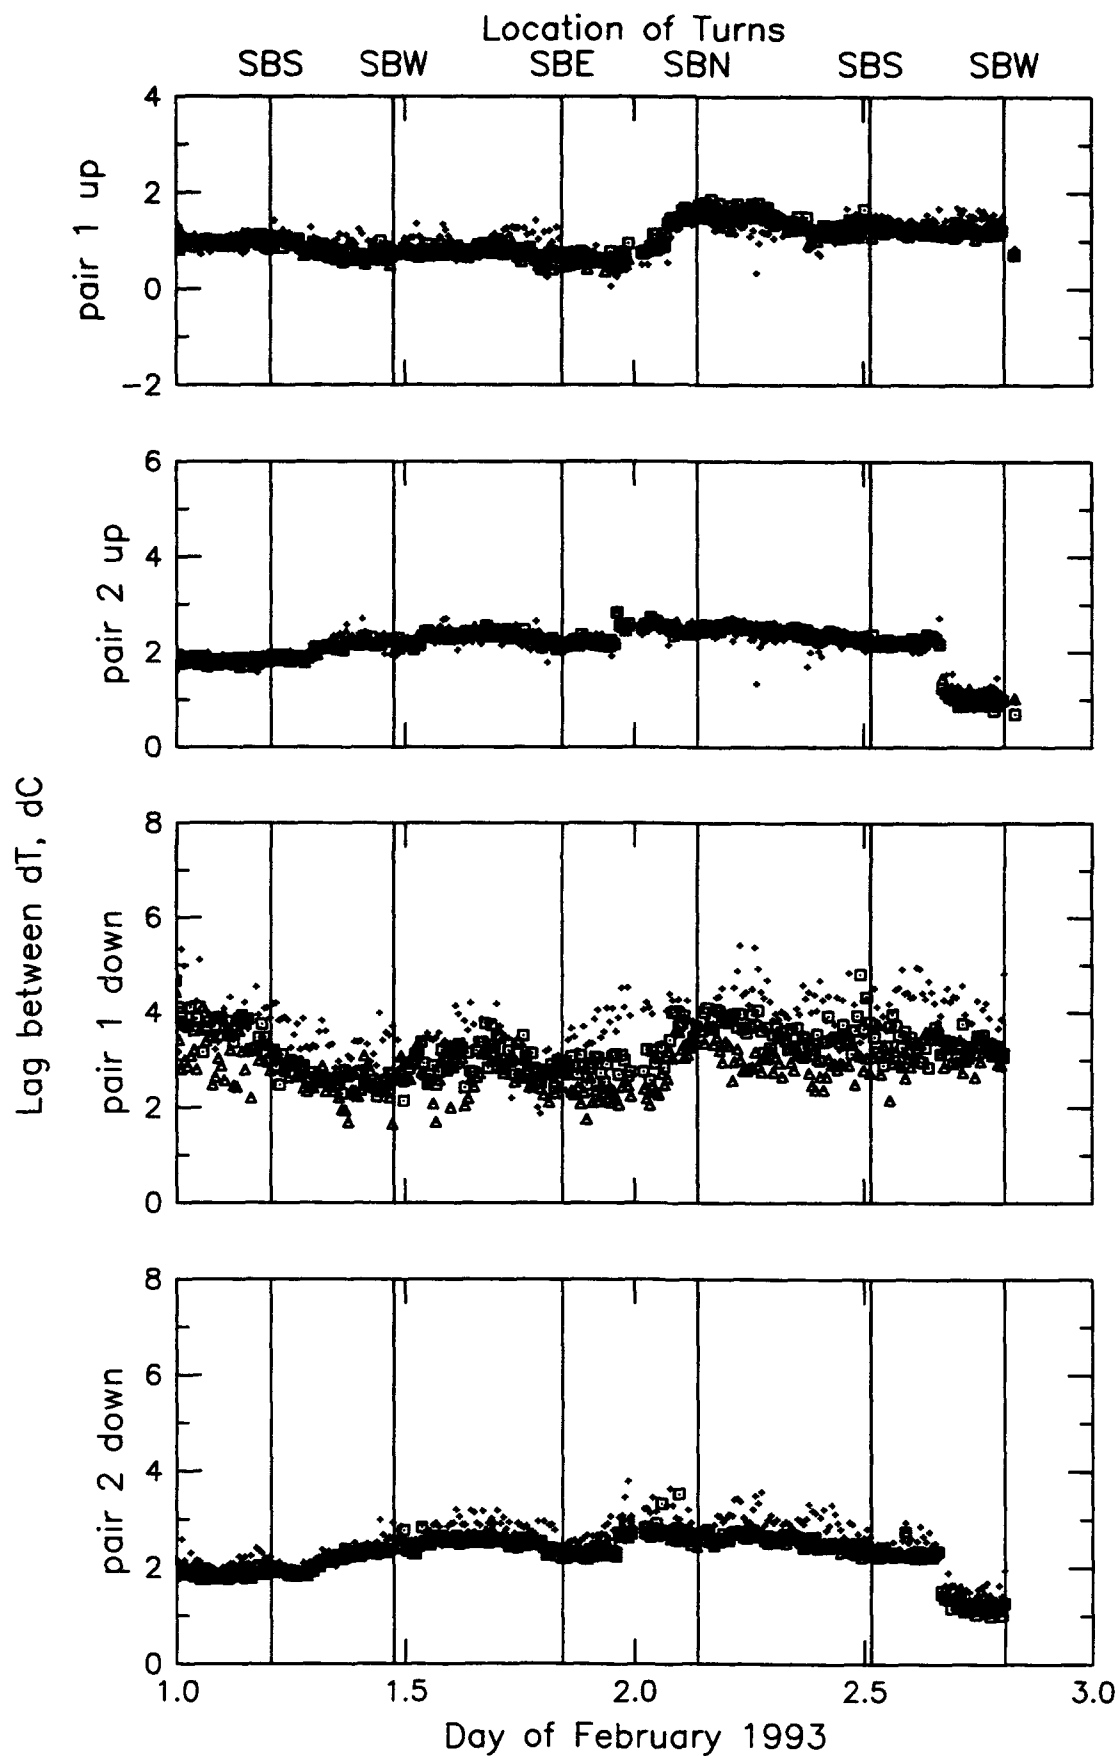 Location of Turns
SBS SBW SBE SBN SBS SBW
4
2
0
-2
pair 1 up
6
4
2
0
pair 2 up
Lag between dT, dC
8
6
4
2
0
pair 1 down
8
6
4
2
0
pair 2 down
1.0 1.5 2.0 2.5 3.0
Day of February 1993